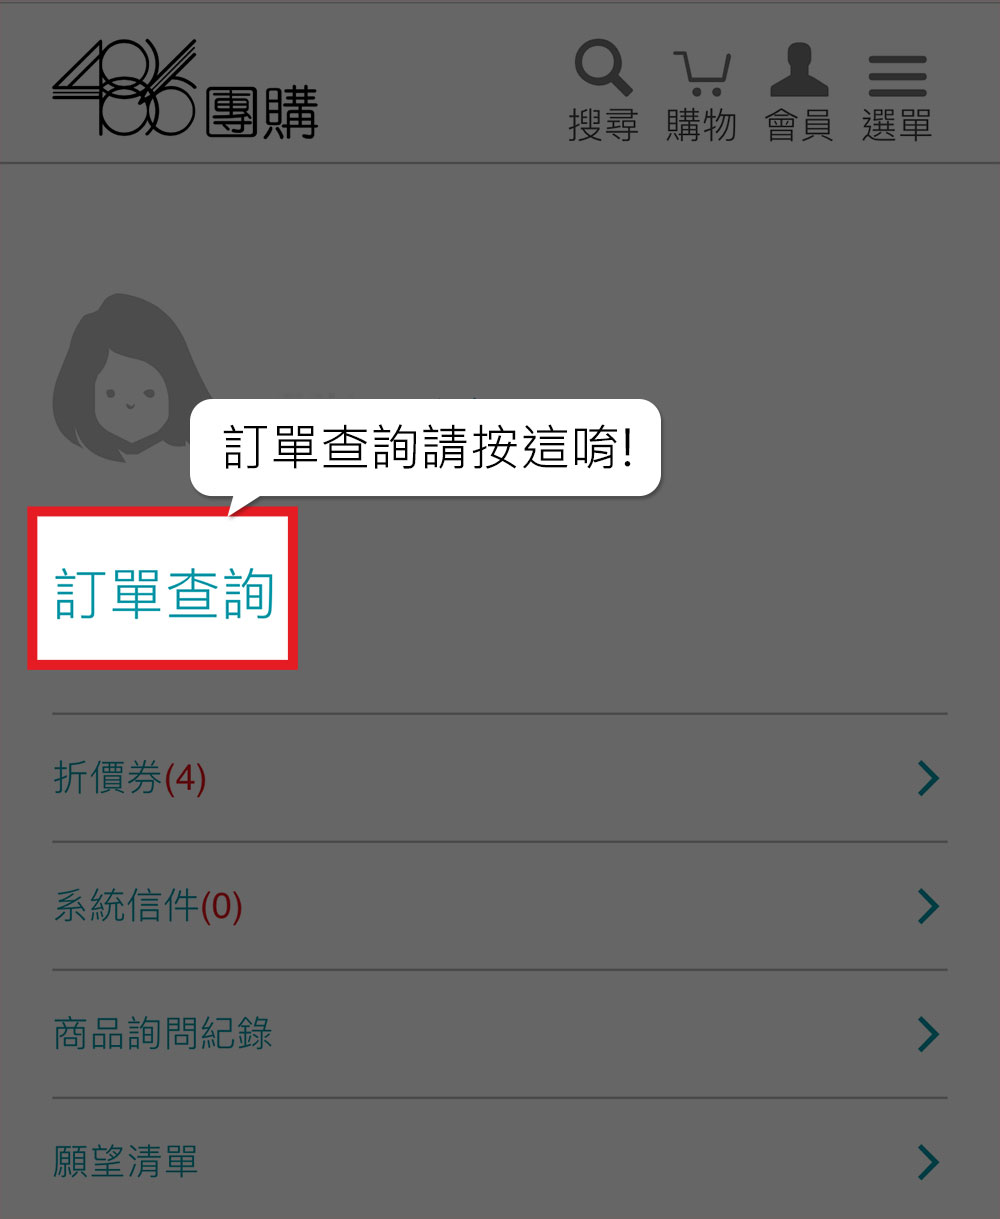 486團購
搜尋 購物 會員 選單
訂單查詢請按這唷!
訂單查詢
折價券(4)
系統信件(0)
商品詢問紀錄
願望清單